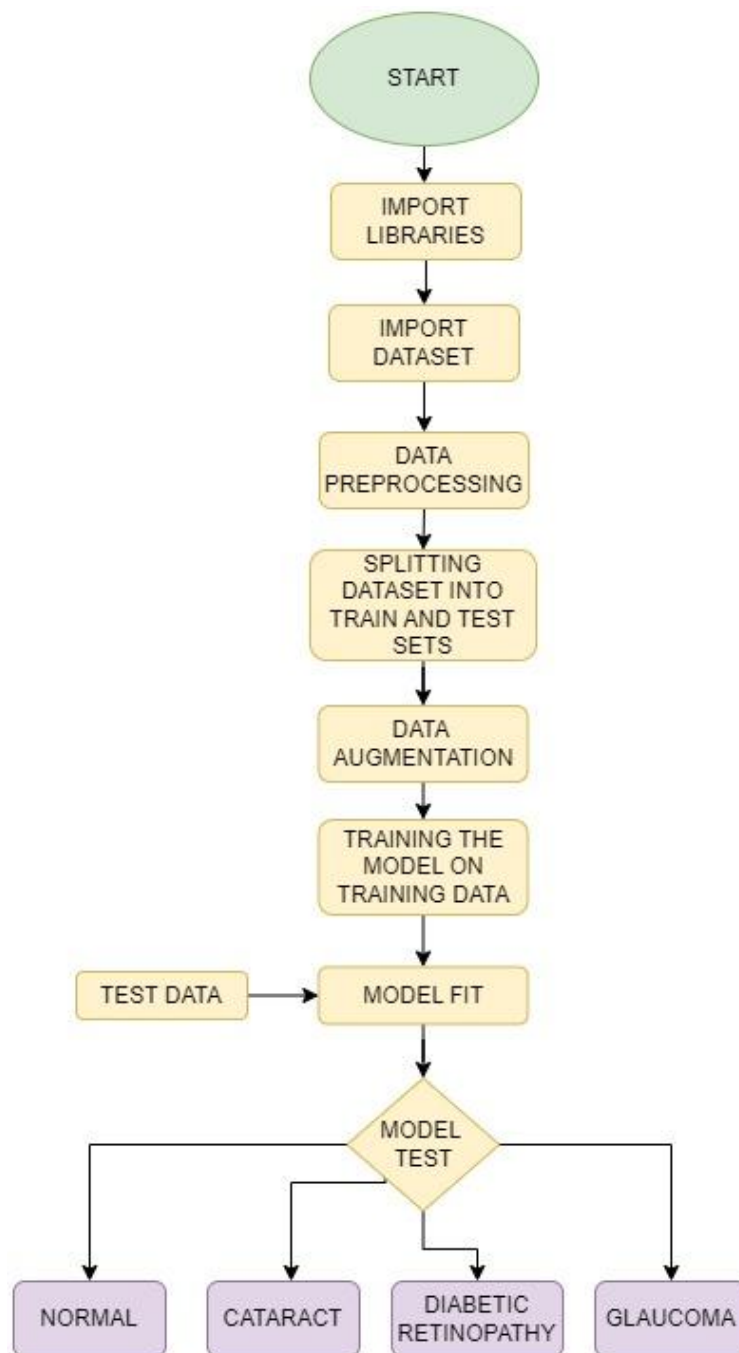 START
IMPORT
LIBRARIES
IMPORT
DATASET
DATA
PREPROCESSING
SPLITTING
DATASET INTO
TRAIN AND TEST
SETS
DATA
AUGMENTATION
TRAINING THE
MODEL ON
TRAINING DATA
TEST DATA
MODEL FIT
MODEL
TEST
NORMAL
CATARACT
DIABETIC
RETINOPATHY
GLAUCOMA